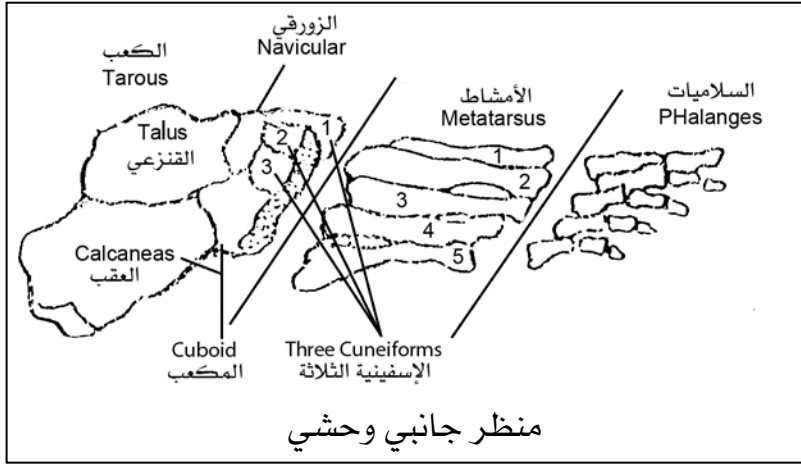 الزورقي
Navicular
الكعب
Tarous
الأمشاط
Metatarsus
السلاميات
PHalanges
Talus
القنزعي
1
2
3
1
2
3
4
5
Calcaneas
العقب
Cuboid
المكعب
Three Cuneiforms
الإسفينية الثلاثة
منظر جانبي وحشي